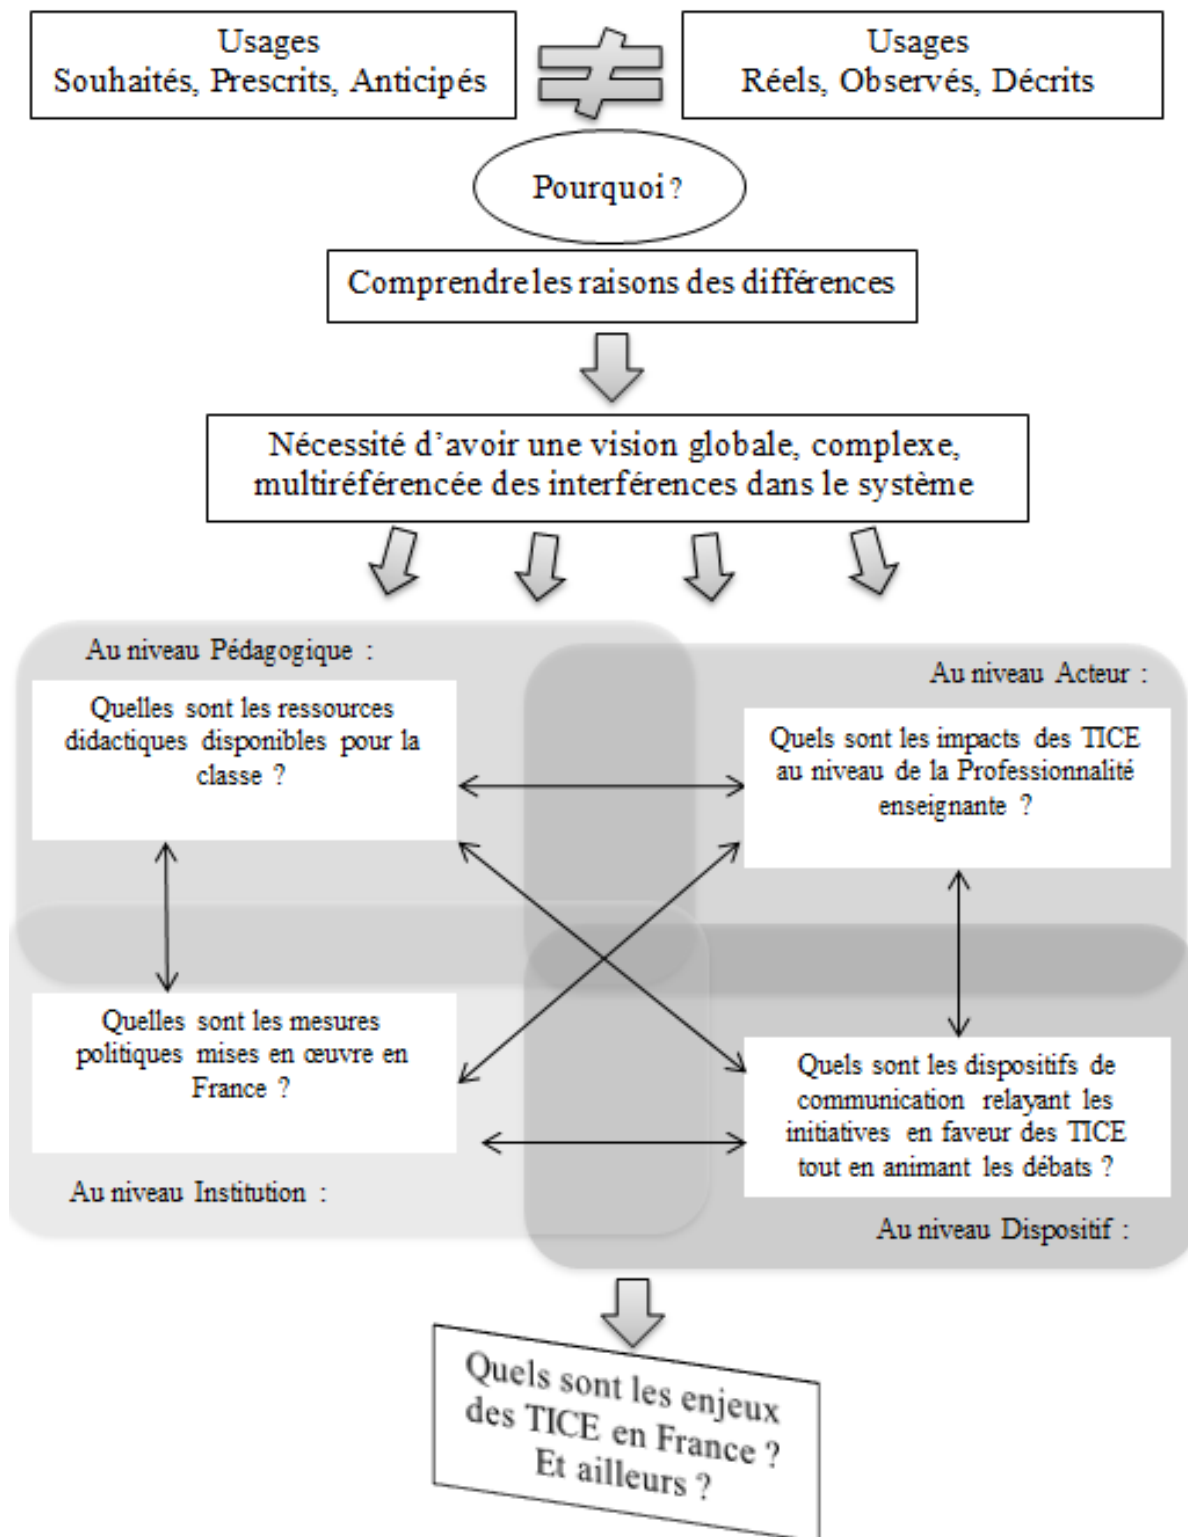 Usages
Souhaités, Prescrits, Anticipés
Usages
Réels, Observés, Décrits
Pourquoi ?
Comprendre les raisons des différences
Nécessité d’avoir une vision globale, complexe,
multiréférencée des interférences dans le système
Au niveau Pédagogique :
Quelles sont les ressources
didactiques disponibles pour la
classe ?
Au niveau Acteur :
Quels sont les impacts des TICE
au niveau de la Professionnalité
enseignante ?
Quelles sont les mesures
politiques mises en œuvre en
France ?
Au niveau Institution :
Quels sont les dispositifs de
communication relayant les
initiatives en faveur des TICE
tout en animant les débats ?
Au niveau Dispositif :
Quels sont les enjeux
des TICE en France ?
Et ailleurs ?